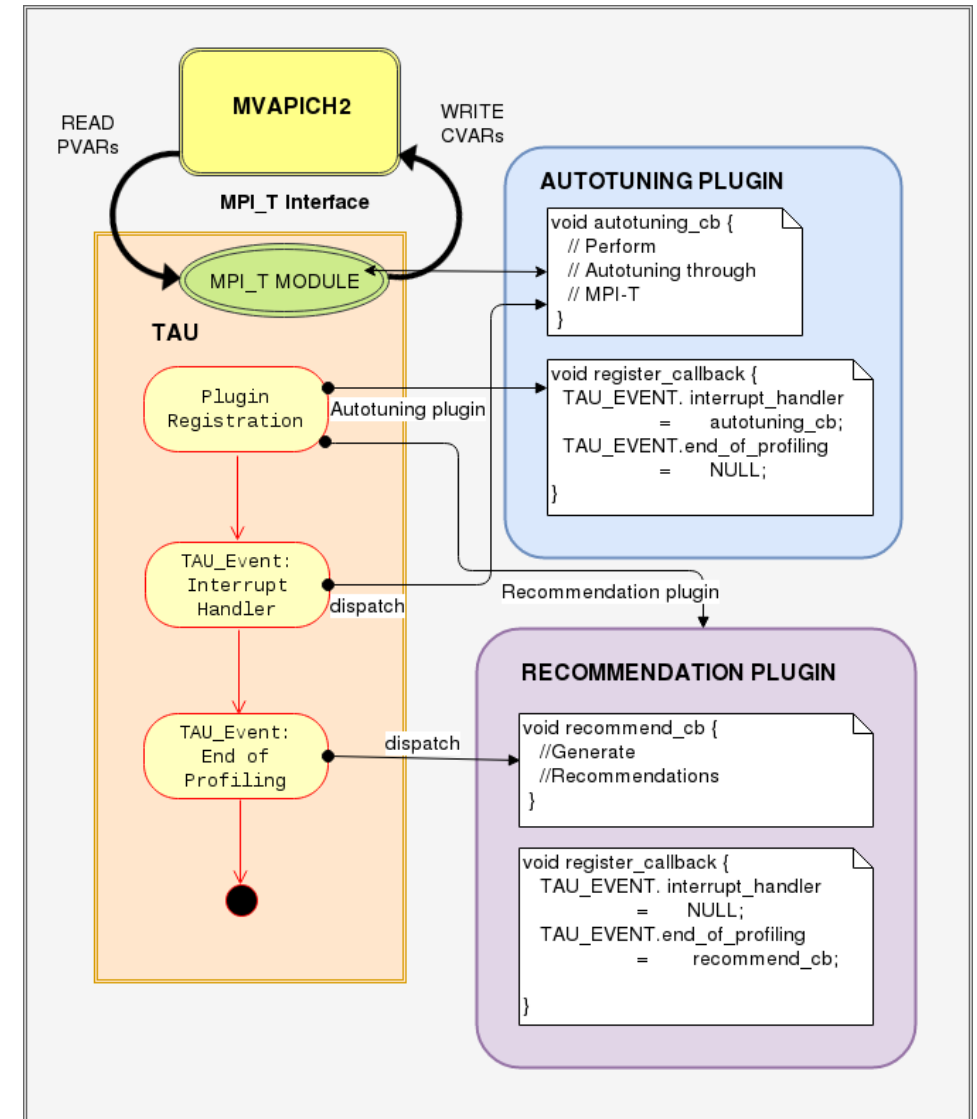 MVAPICH2
READ
PVARs
WRITE
CVARs
MPI_T Interface
MPI_T MODULE
TAU
Plugin
Registration
Autotuning plugin
TAU_Event:
Interrupt
Handler
dispatch
TAU_Event:
End of
Profiling
dispatch
AUTOTUNING PLUGIN
void autotuning_cb {
// Perform
// Autotuning through
// MPI-T
}
void register_callback {
TAU_EVENT. interrupt_handler
= autotuning_cb;
TAU_EVENT.end_of_profiling
= NULL;
}
Recommendation plugin
RECOMMENDATION PLUGIN
void recommend_cb {
//Generate
//Recommendations
}
void register_callback {
TAU_EVENT. interrupt_handler
= NULL;
TAU_EVENT.end_of_profiling
= recommend_cb;
}